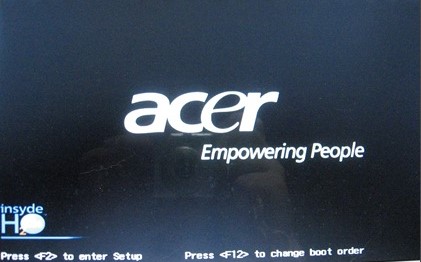 acer
Empowering People
insyde
H2O
Press <F2> to enter Setup
Press <F12> to change boot order